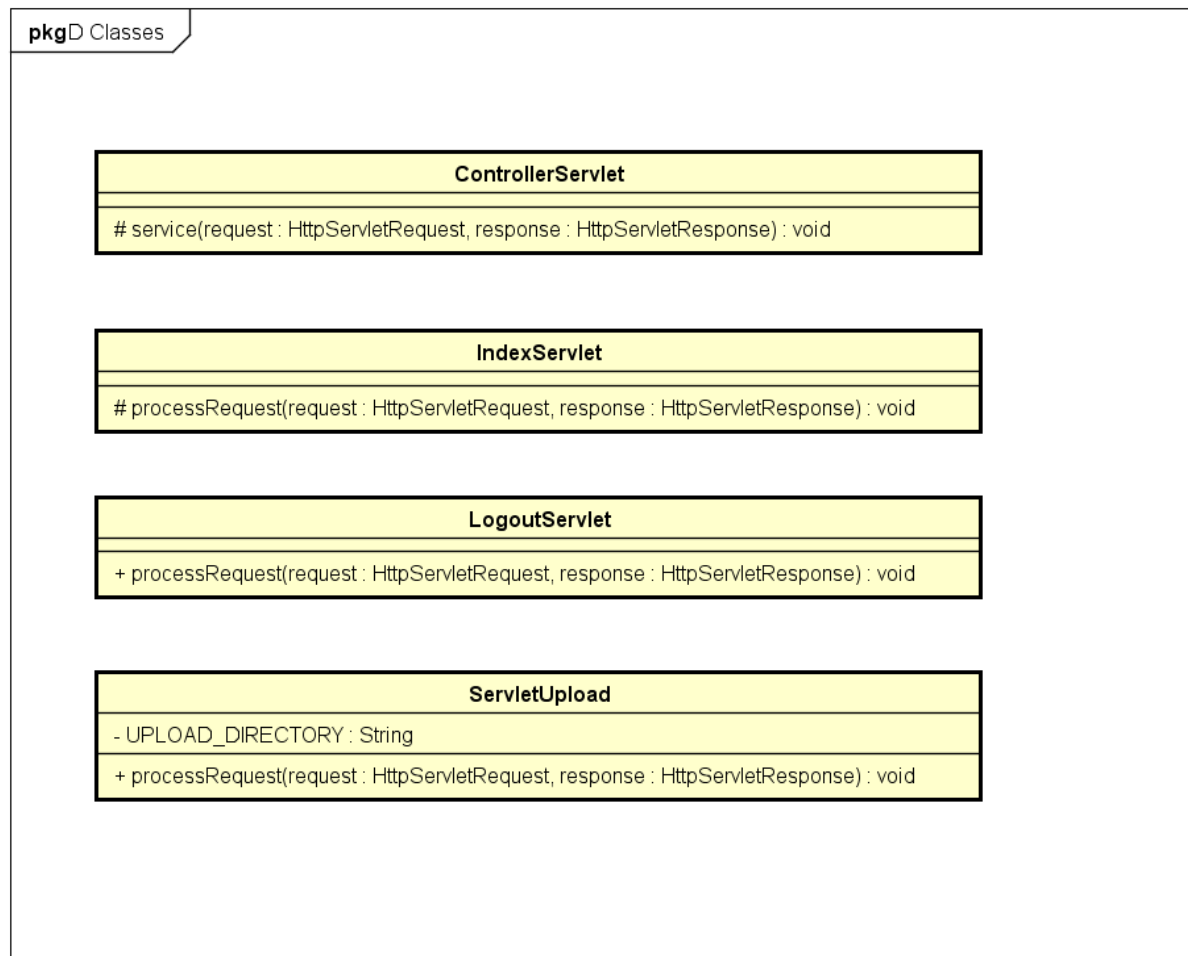 pkgD Classes
ControllerServlet
# service(request : HttpServletRequest, response : HttpServletResponse) : void
IndexServlet
# processRequest(request : HttpServletRequest, response : HttpServletResponse) : void
LogoutServlet
+ processRequest(request : HttpServletRequest, response : HttpServletResponse) : void
ServletUpload
- UPLOAD_DIRECTORY : String
+ processRequest(request : HttpServletRequest, response : HttpServletResponse) : void